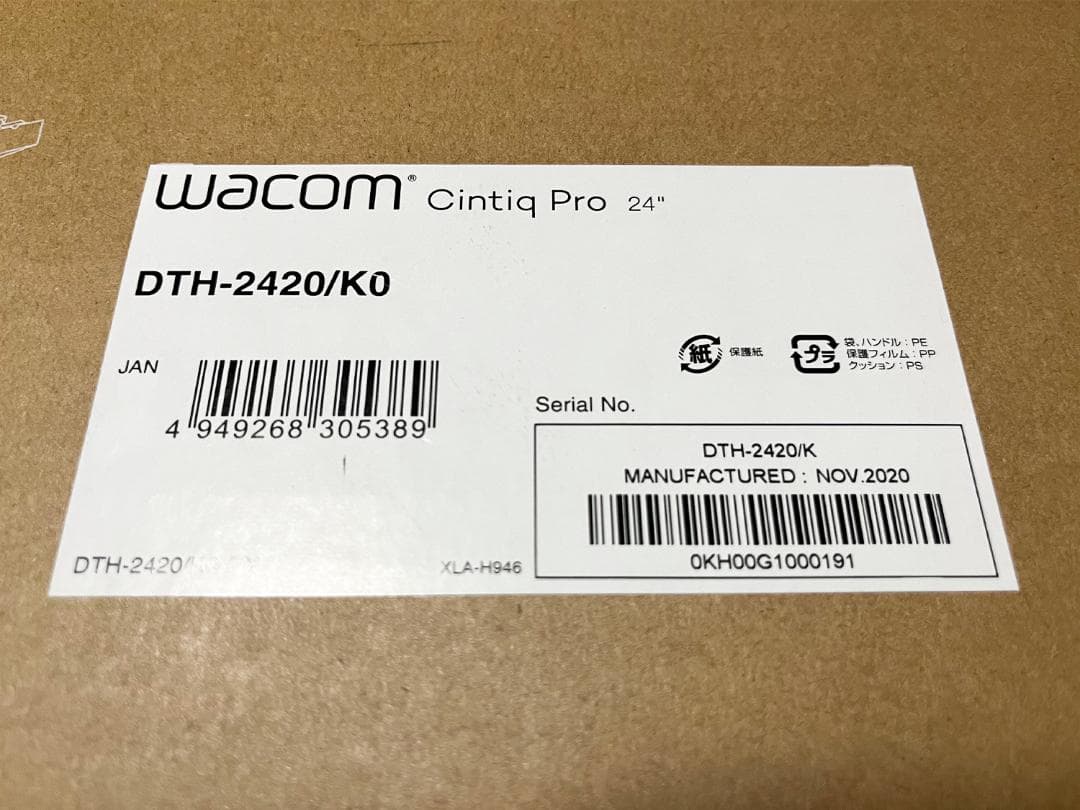 wacom® Cintiq Pro 24"
DTH-2420/K0
JAN
4 949268 305389
紙 保護紙
プラ
袋、ハンドル : PE
保護フィルム : PP
クッション : PS
Serial No.
DTH-2420/K
MANUFACTURED : NOV.2020
0KH00G1000191
DTH-2420/
XLA-H946